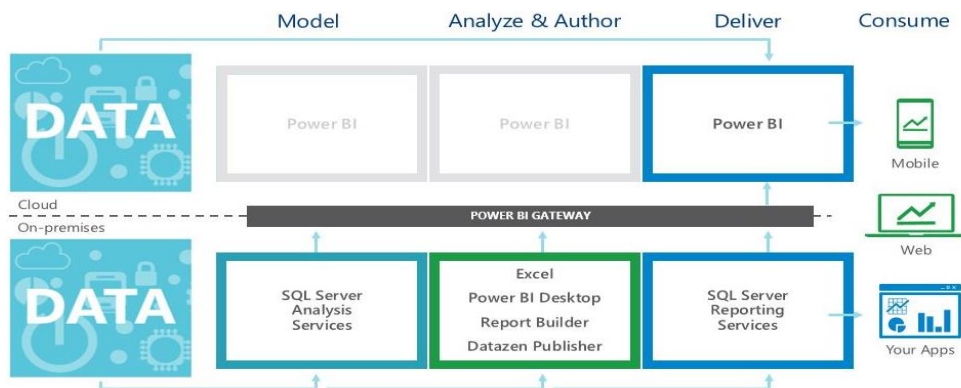 Model
Analyze & Author
Deliver
Consume
DATA
Power BI
Power BI
Power BI
Mobile
Cloud
On-premises
POWER BI GATEWAY
Web
DATA
SQL Server
Analysis
Services
Excel
Power BI Desktop
Report Builder
Datazen Publisher
SQL Server
Reporting
Services
Your Apps